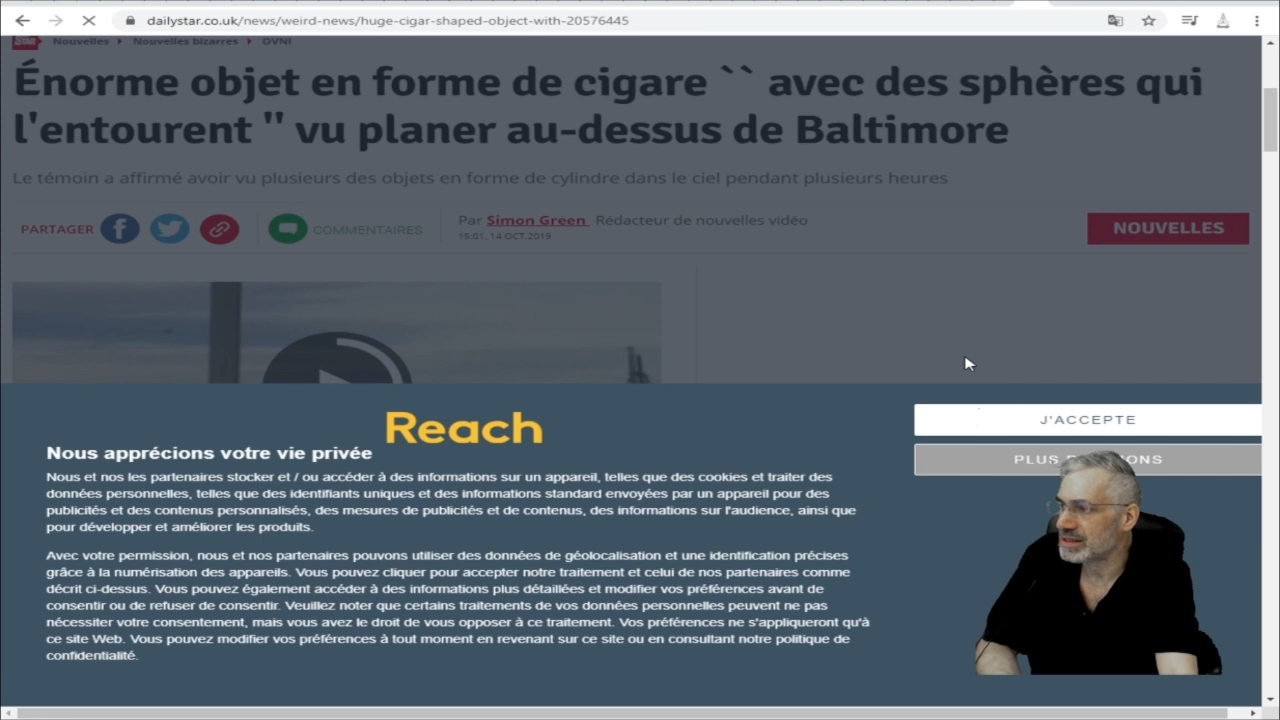 dailystar.co.uk/news/weird-news/huge-cigar-shaped-object-with-20576445
Star Nouvelles Nouvelles bizarres OVNI
Énorme objet en forme de cigare `` avec des sphères qui
l'entourent '' vu planer au-dessus de Baltimore
Le témoin a affirmé avoir vu plusieurs des objets en forme de cylindre dans le ciel pendant plusieurs heures
PARTAGER COMMENTAIRES Par Simon Green Rédacteur de nouvelles vidéo NOUVELLES
15:01, 14 OCT.2019
Reach
J'ACCEPTE
Nous apprécions votre vie privée
PLUS
Nous et nos les partenaires stocker et / ou accéder à des informations sur un appareil, telles que des cookies et traiter des
données personnelles, telles que des identifiants uniques et des informations standard envoyées par un appareil pour des
publicités et des contenus personnalisés, des mesures de publicités et de contenus, des informations sur l'audience, ainsi que
pour développer et améliorer les produits.
Avec votre permission, nous et nos partenaires pouvons utiliser des données de géolocalisation et une identification précises
grâce à la numérisation des appareils. Vous pouvez cliquer pour accepter notre traitement et celui de nos partenaires comme
décrit ci-dessus. Vous pouvez également accéder à des informations plus détaillées et modifier vos préférences avant de
consentir ou de refuser de consentir. Veuillez noter que certains traitements de vos données personnelles peuvent ne pas
nécessiter votre consentement, mais vous avez le droit de vous opposer à ce traitement. Vos préférences ne s'appliqueront qu'à
ce site Web. Vous pouvez modifier vos préférences à tout moment en revenant sur ce site ou en consultant notre politique de
confidentialité.